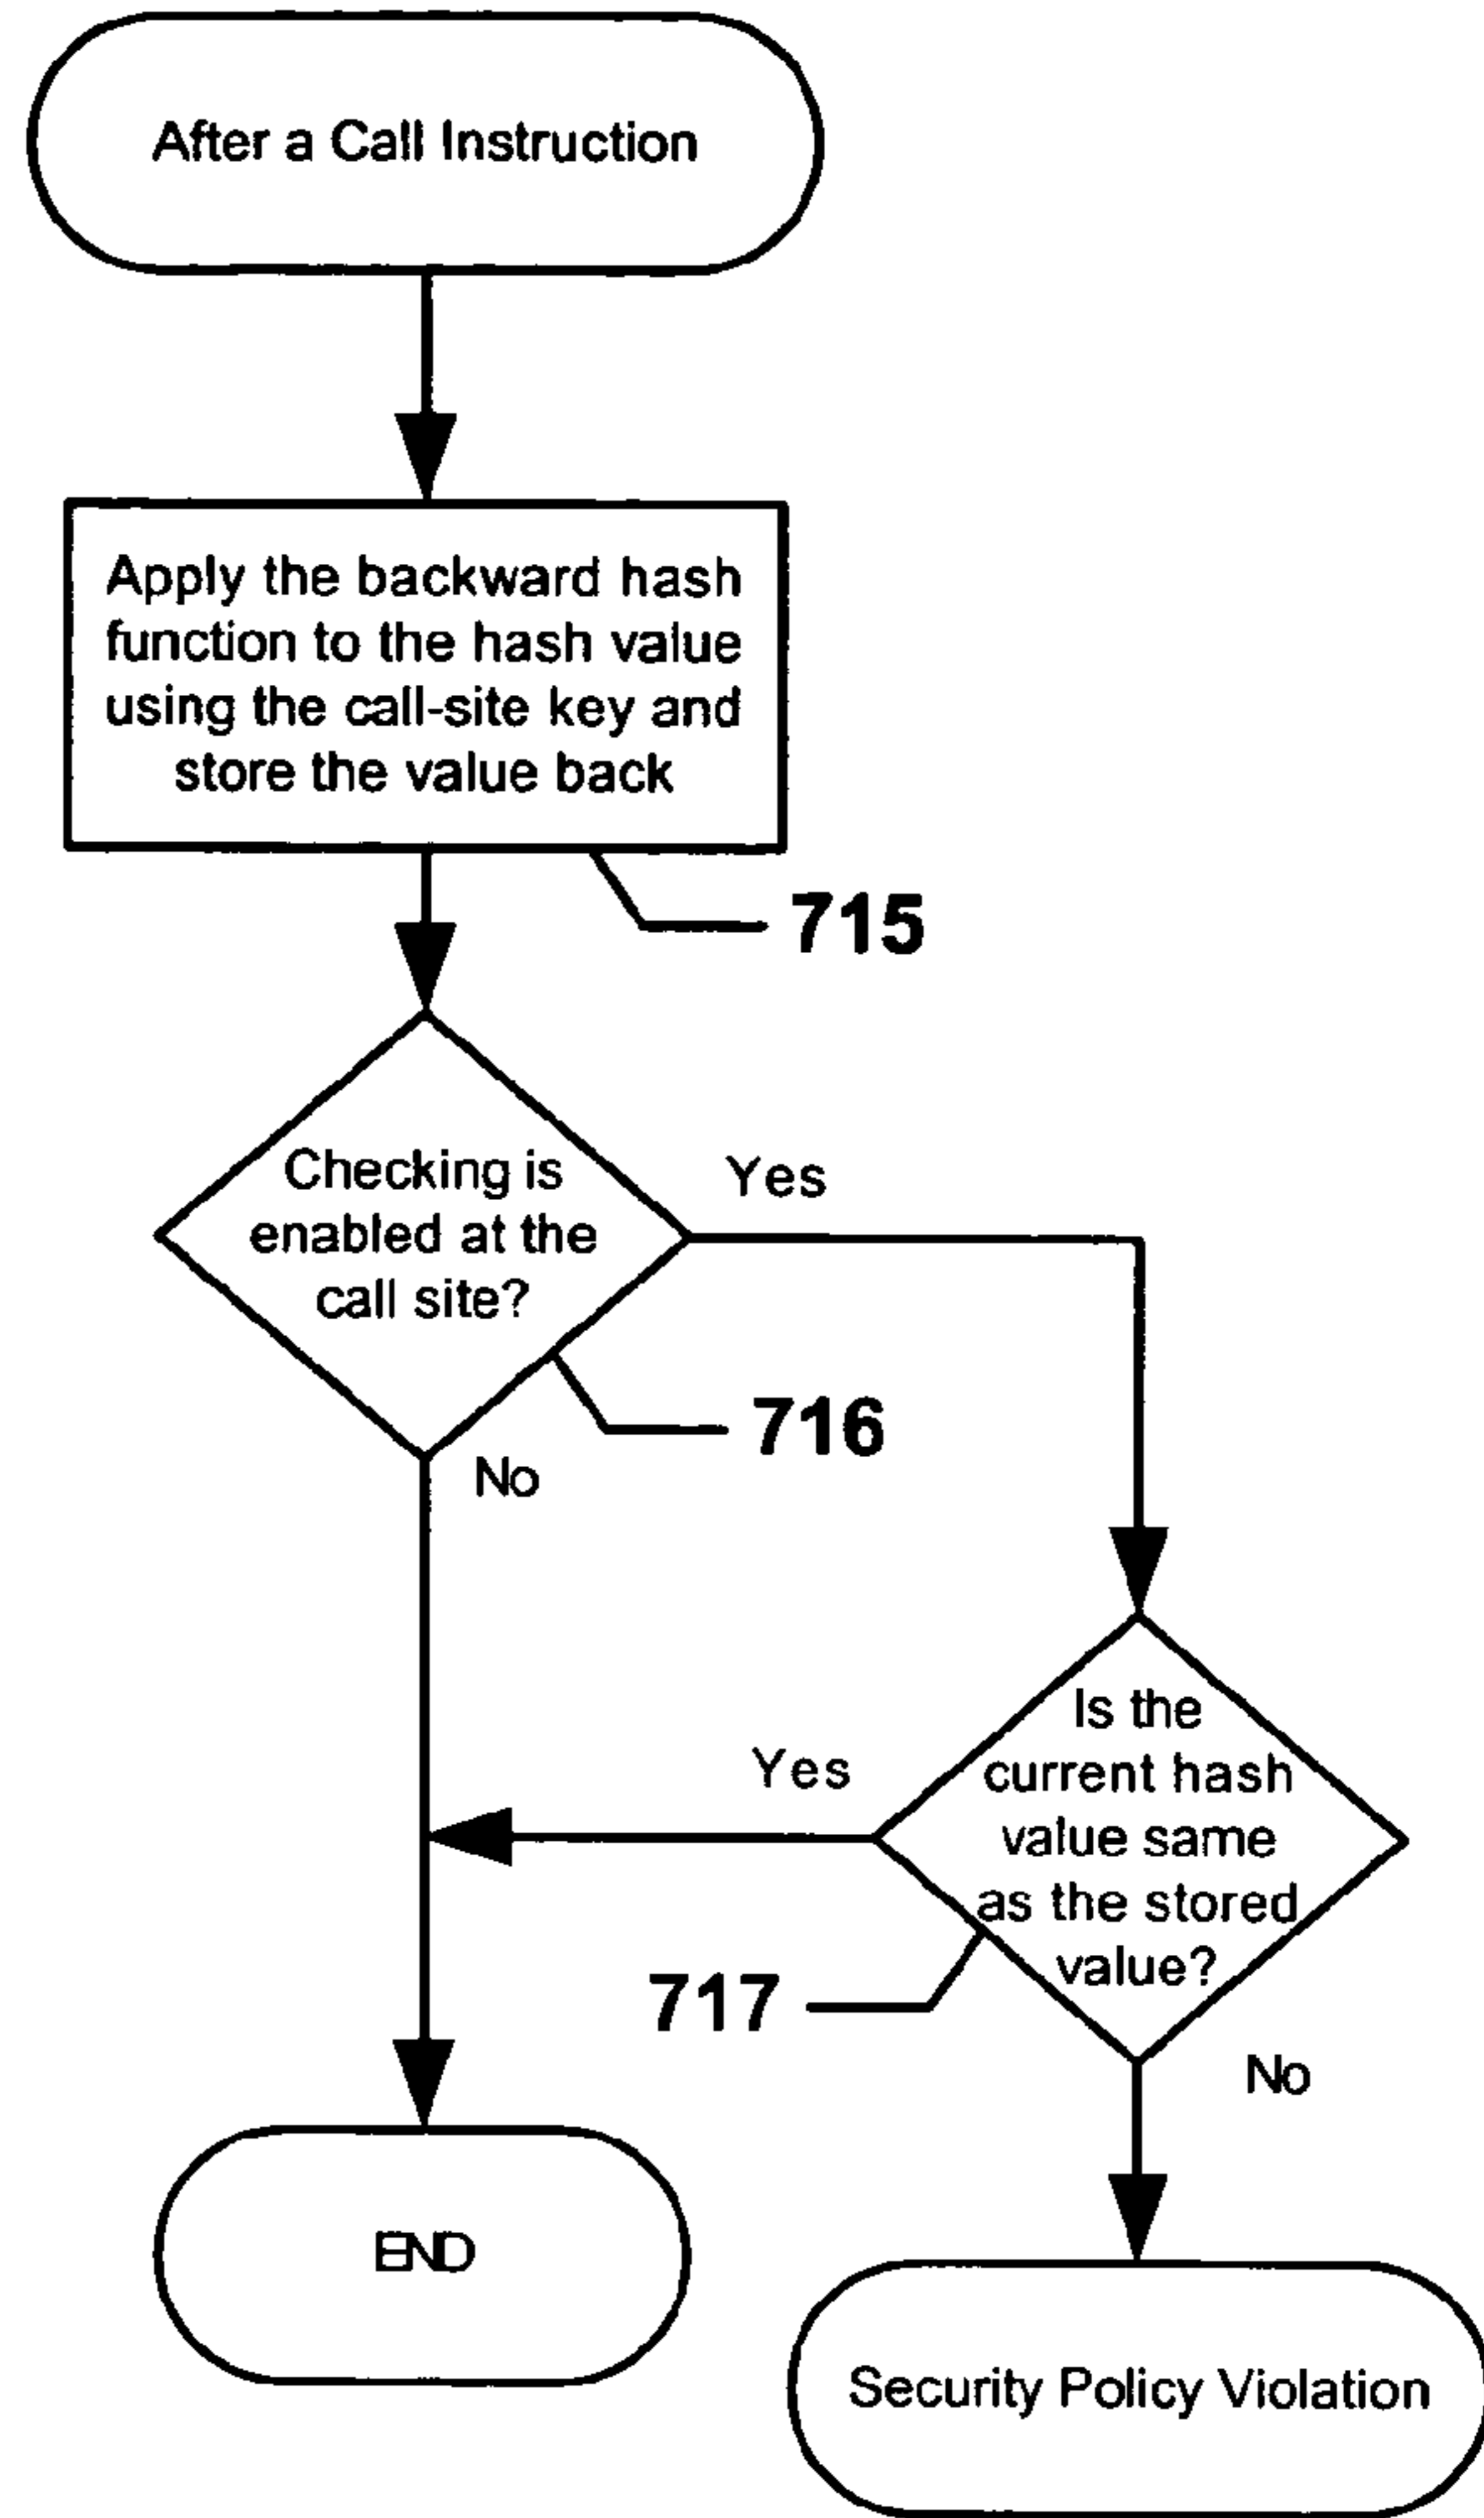 After a Call Instruction
Apply the backward hash
function to the hash value
using the call-site key and
store the value back
715
Checking is
enabled at the
call site?
Yes
716
No
Is the
current hash
value same
as the stored
value?
Yes
717
No
END
Security Policy Violation